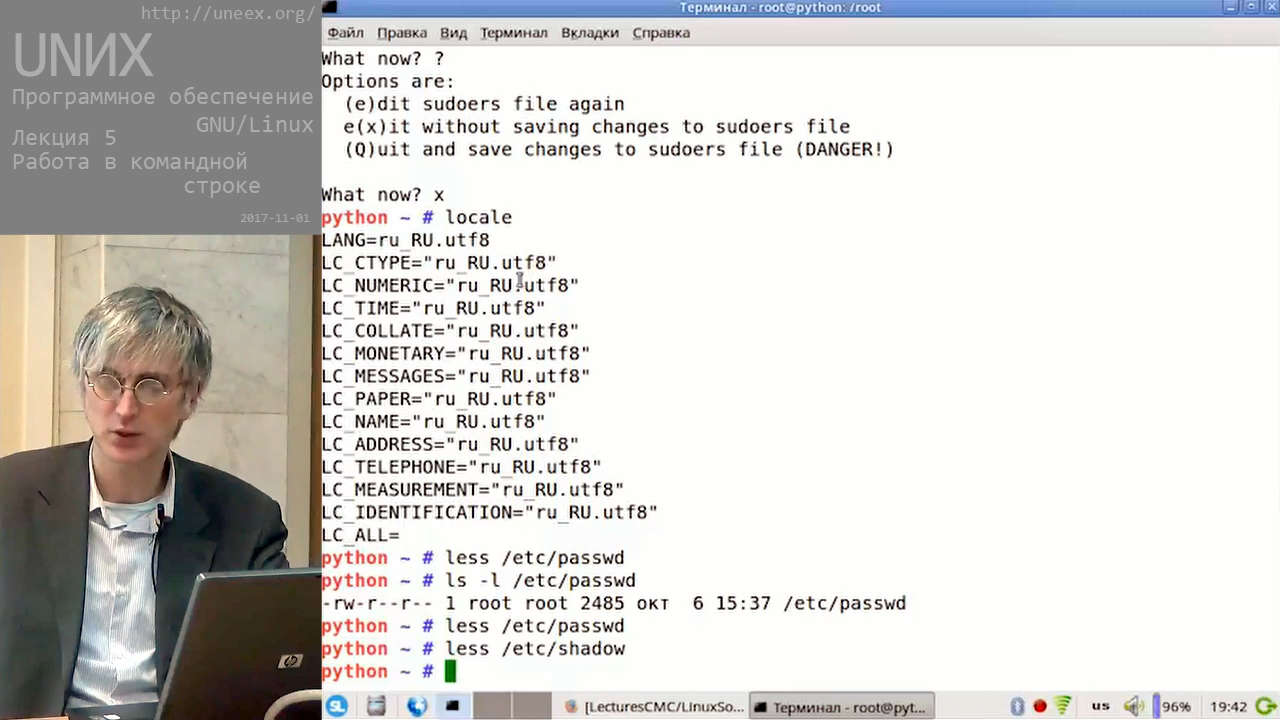 http://uneex.org/
UNИX
Программное обеспечение
GNU/Linux
Лекция 5
Работа в командной
строке
2017-11-01
Терминал - root@python: /root
Файл Правка Вид Терминал Вкладки Справка
What now? ?
Options are:
(e)dit sudoers file again
e(x)it without saving changes to sudoers file
(Q)uit and save changes to sudoers file (DANGER!)
What now? x
python ~ # locale
LANG=ru_RU.utf8
LC_CTYPE="ru_RU.utf8"
LC_NUMERIC="ru_RU.utf8"
LC_TIME="ru_RU.utf8"
LC_COLLATE="ru_RU.utf8"
LC_MONETARY="ru_RU.utf8"
LC_MESSAGES="ru_RU.utf8"
LC_PAPER="ru_RU.utf8"
LC_NAME="ru_RU.utf8"
LC_ADDRESS="ru_RU.utf8"
LC_TELEPHONE="ru_RU.utf8"
LC_MEASUREMENT="ru_RU.utf8"
LC_IDENTIFICATION="ru_RU.utf8"
LC_ALL=
python ~ # less /etc/passwd
python ~ # ls -l /etc/passwd
-rw-r--r-- 1 root root 2485 окт  6 15:37 /etc/passwd
python ~ # less /etc/passwd
python ~ # less /etc/shadow
python ~ #
hp
SL [LecturesCMC/LinuxSo... Терминал - root@pyt... us 96% 19:42